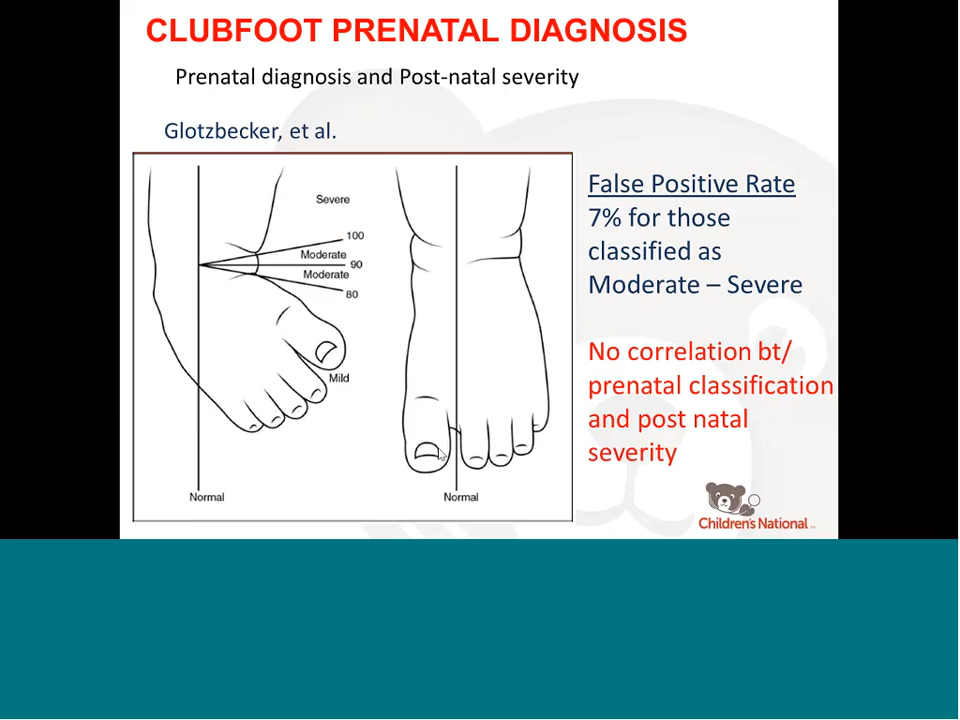 CLUBFOOT PRENATAL DIAGNOSIS
Prenatal diagnosis and Post-natal severity
Glotzbecker, et al.
Severe
100
Moderate
90
Moderate
80
Mild
Normal
Normal
False Positive Rate
7% for those
classified as
Moderate – Severe
No correlation bt/
prenatal classification
and post natal
severity
Children's National